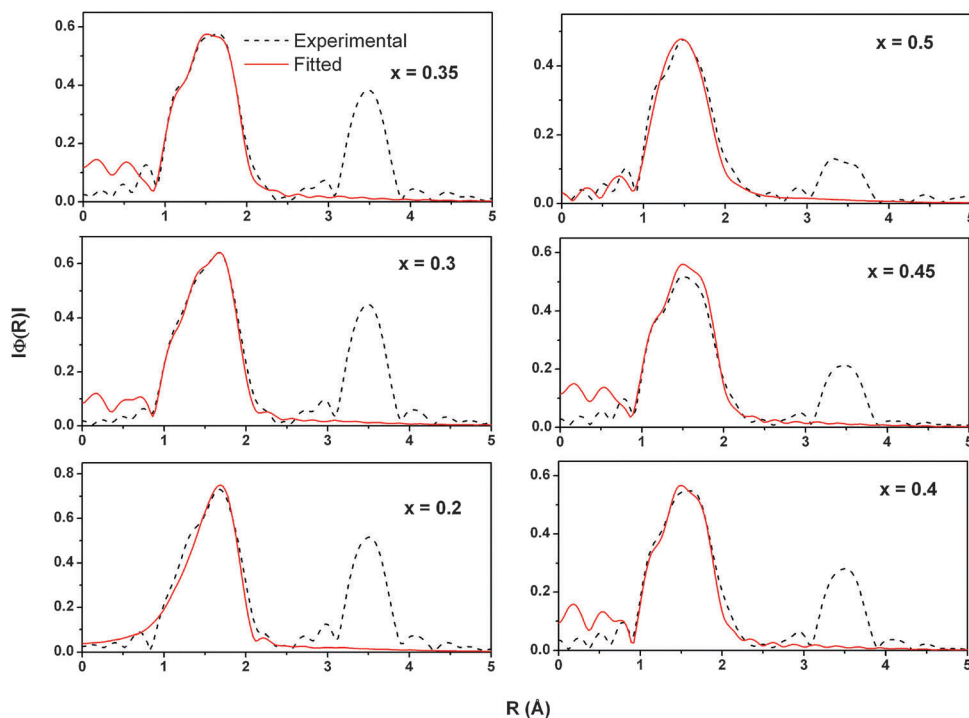 0.6
0.4
0.2
0.0
0 1 2 3 4 5
Experimental
Fitted
x = 0.35
0.4
0.2
0.0
0 1 2 3 4 5
x = 0.5
0.6
0.4
0.2
0.0
0 1 2 3 4 5
x = 0.3
0.6
0.4
0.2
0.0
0 1 2 3 4 5
x = 0.45
0.8
0.6
0.4
0.2
0.0
0 1 2 3 4 5
x = 0.2
0.6
0.4
0.2
0.0
0 1 2 3 4 5
x = 0.4
|Φ(R)|
R (Å)